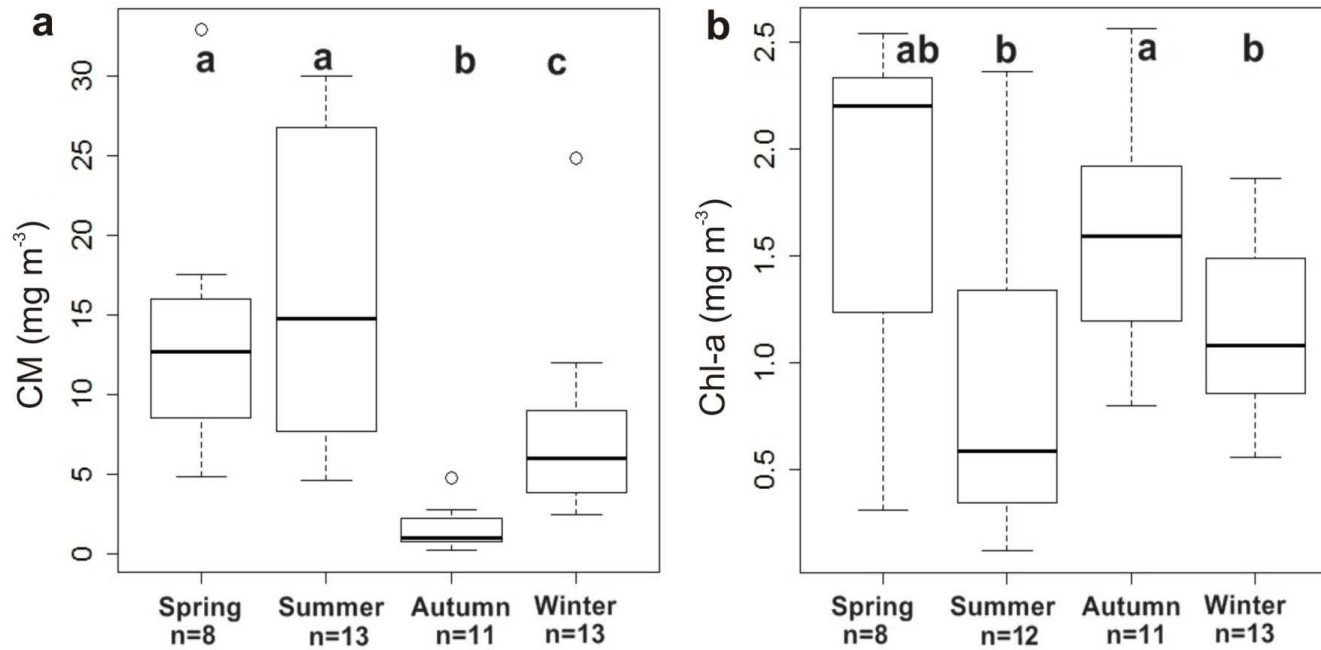 a
a a b c
CM (mg m⁻³)
30
25
20
15
10
5
0
Spring Summer Autumn Winter
n=8 n=13 n=11 n=13
b
ab b a b
Chl-a (mg m⁻³)
2.5
2.0
1.5
1.0
0.5
Spring Summer Autumn Winter
n=8 n=12 n=11 n=13